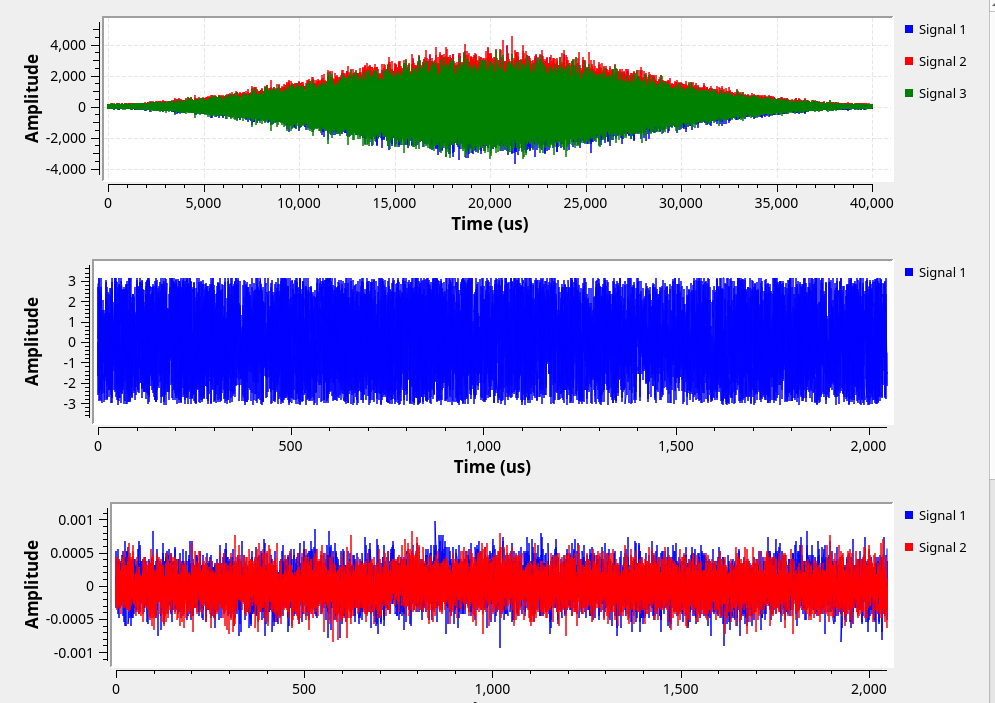 Amplitude
4,000
2,000
0
-2,000
-4,000
0 5,000 10,000 15,000 20,000 25,000 30,000 35,000 40,000
Time (us)
Signal 1
Signal 2
Signal 3
Amplitude
3
2
1
0
-1
-2
-3
0 500 1,000 1,500 2,000
Time (us)
Signal 1
Amplitude
0.001
0.0005
0
-0.0005
-0.001
0 500 1,000 1,500 2,000
Signal 1
Signal 2